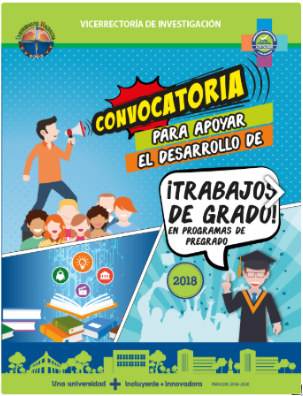 VICERRECTORÍA DE INVESTIGACIÓN
CONVOCATORIA
PARA APOYAR
EL DESARROLLO DE
¡TRABAJOS
DE GRADO!
EN PROGRAMAS DE
PREGRADO
2018
Una universidad + Incluyente e Innovadora